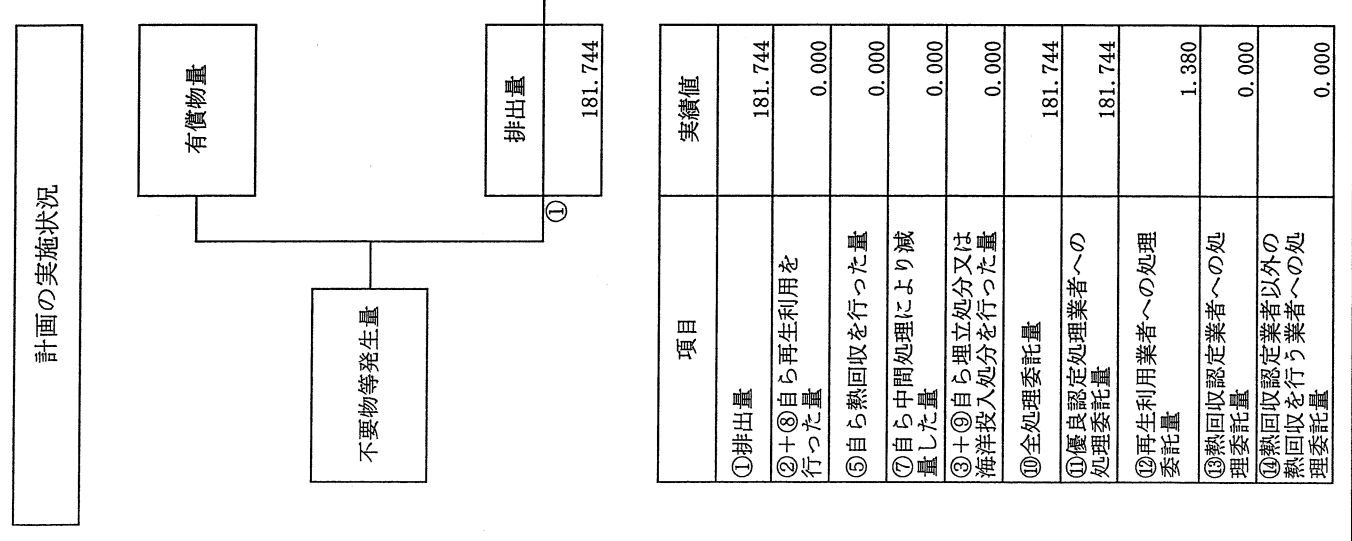 計画の実施状況
有償物量
不要物等発生量
排出量
①
181.744
項目
実績値
①排出量
181.744
②+⑧自ら再生利用を
行った量
0.000
⑤自ら熱回収を行った量
0.000
⑦自ら中間処理により減
量した量
0.000
③+⑨自ら埋立処分又は
海洋投入処分を行った量
0.000
⑩全処理委託量
181.744
⑪優良認定処理業者への
処理委託量
181.744
⑫再生利用業者への処理
委託量
1.380
⑬熱回収認定業者への処
理委託量
0.000
⑭熱回収認定業者以外の
熱回収を行う業者への処
理委託量
0.000